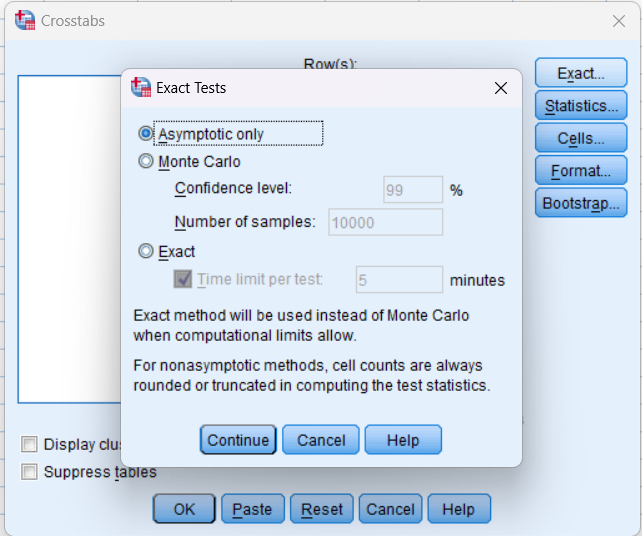 Crosstabs
Row(s):
Exact...
Statistics...
Cells...
Format...
Bootstrap...
Exact Tests
Asymptotic only
Monte Carlo
Confidence level: 99 %
Number of samples: 10000
Exact
Time limit per test: 5 minutes
Exact method will be used instead of Monte Carlo
when computational limits allow.
For nonasymptotic methods, cell counts are always
rounded or truncated in computing the test statistics.
Continue Cancel Help
Display
Suppress tables
OK Paste Reset Cancel Help